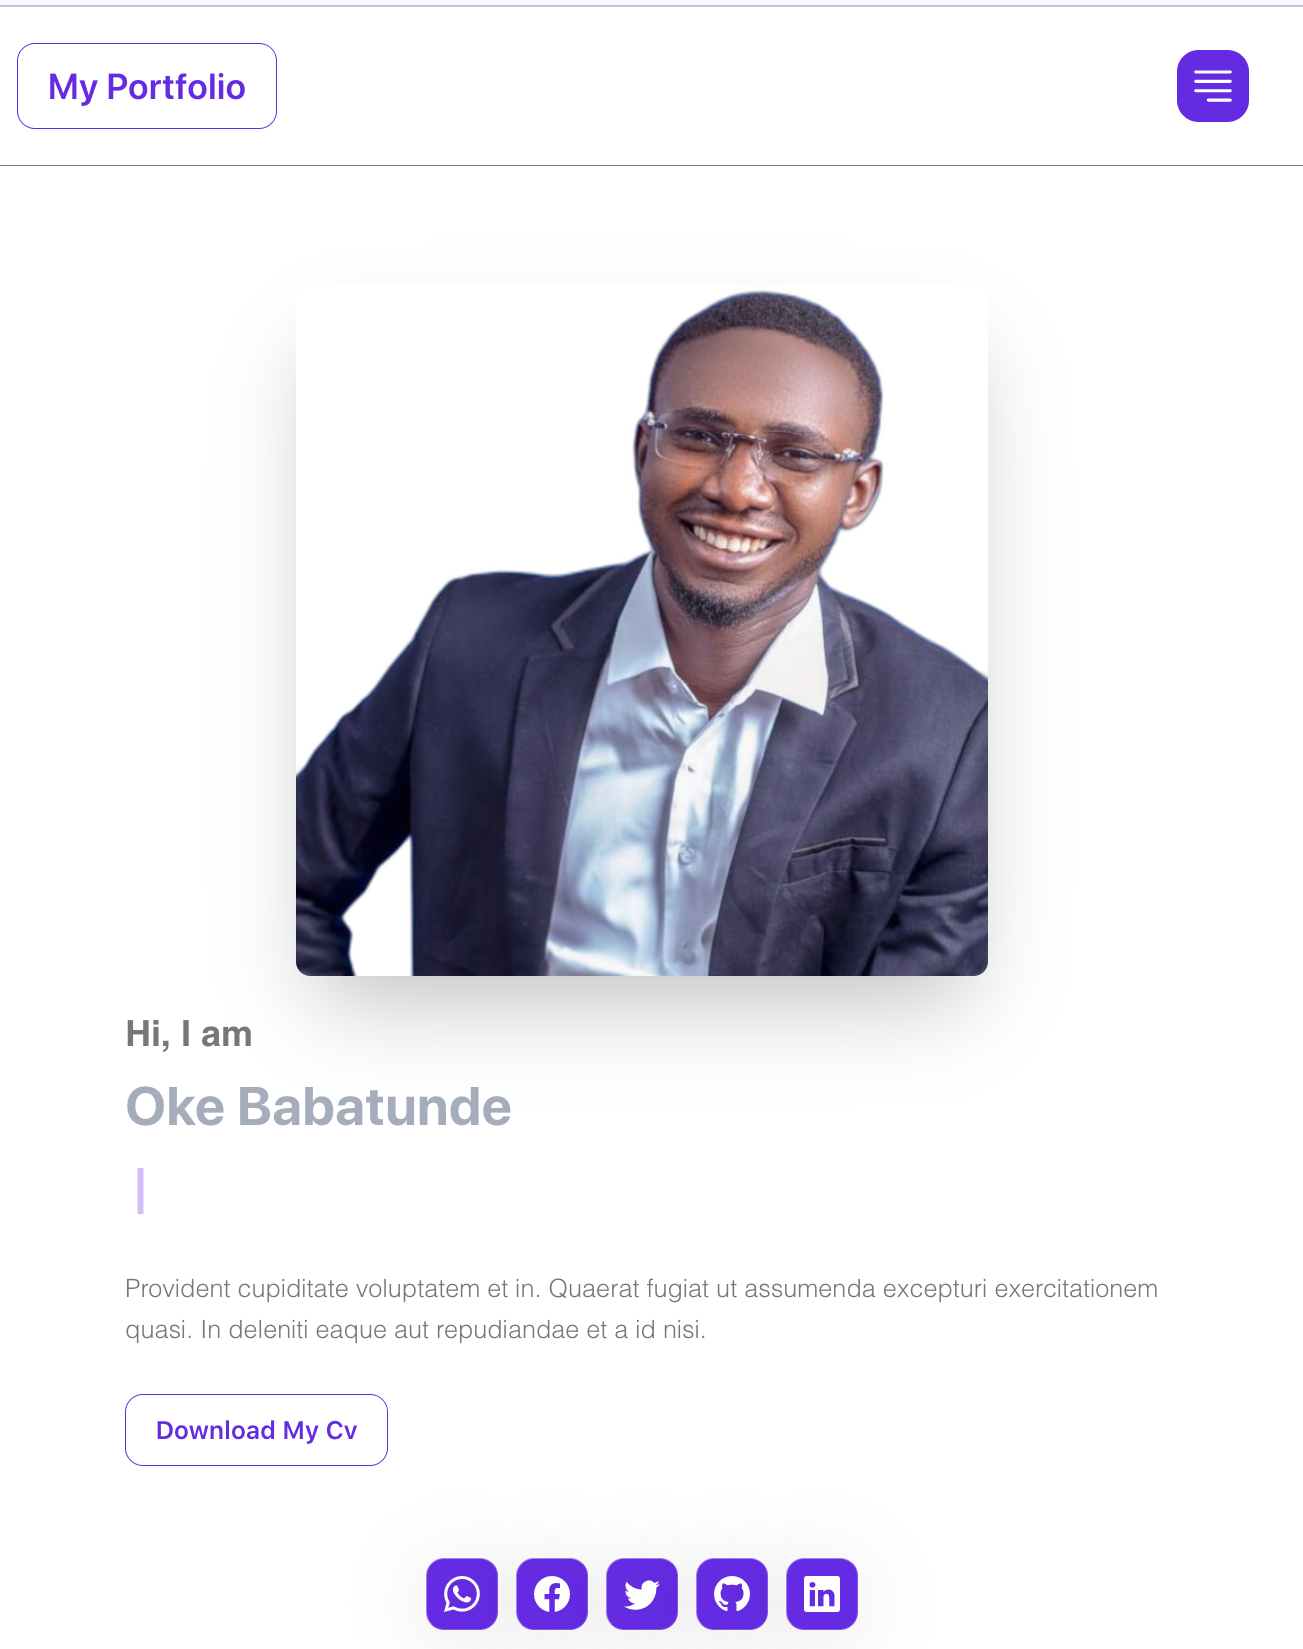 My Portfolio
Hi, I am
Oke Babatunde
Provident cupiditate voluptatem et in. Quaerat fugiat ut assumenda excepturi exercitationem
quasi. In deleniti eaque aut repudiandae et a id nisi.
Download My Cv